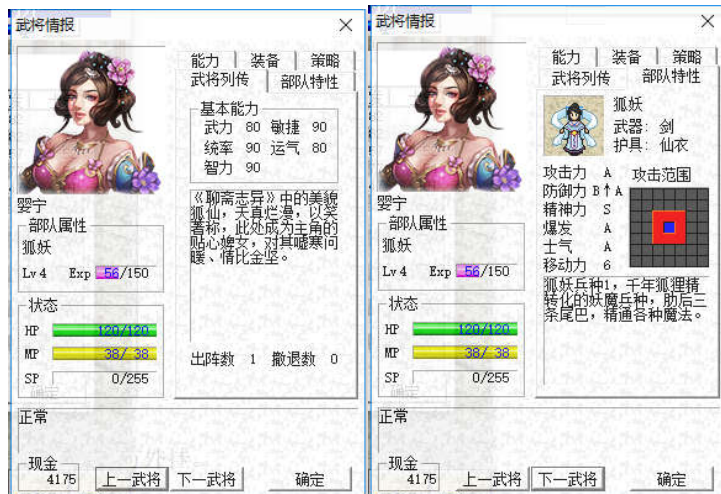 武将情报
能力 装备 策略
武将列传 部队特性
基本能力
武力 80 敏捷 90
统率 90 运气 80
智力 90
《聊斋志异》中的美貌
狐仙，天真烂漫，以笑
著称，此处成为主角的
贴心婢女，对其嘘寒问
暖、情比金坚。
出阵数 1 撤退数 0
婴宁
部队属性
狐妖
Lv 4 Exp 56/150
状态
HP 120/120
MP 38/ 38
SP 0/255
正常
现金
4175
上一武将 下一武将 确定
武将情报
能力 装备 策略
武将列传 部队特性
狐妖
武器: 剑
护具: 仙衣
攻击力 A 攻击范围
防御力 B↑A
精神力 S
爆发 A
士气 A
移动力 6
狐妖兵种1，千年狐狸精
转化的妖魔兵种，助后三
条尾巴，精通各种魔法。
婴宁
部队属性
狐妖
Lv 4 Exp 56/150
状态
HP 120/120
MP 38/ 38
SP 0/255
正常
现金
4175
上一武将 下一武将 确定